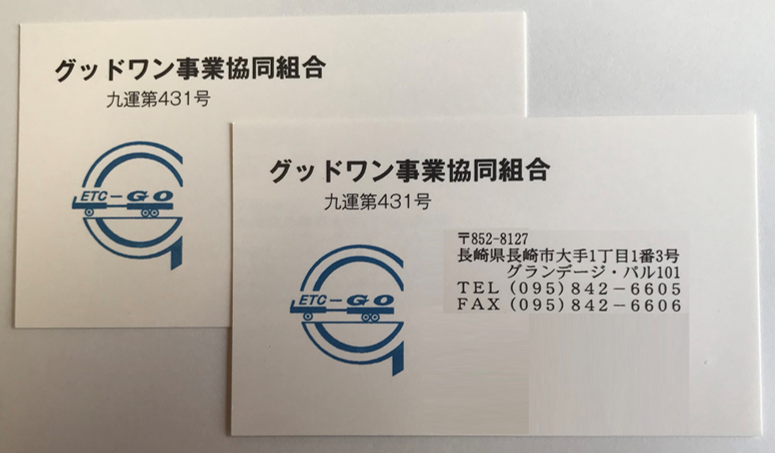 グッドワン事業協同組合
九運第431号
ETC-GO
グッドワン事業協同組合
九運第431号
ETC-GO
〒852-8127
長崎県長崎市大手1丁目1番3号
グランデージ・パル101
TEL (095)842-6605
FAX (095)842-6606